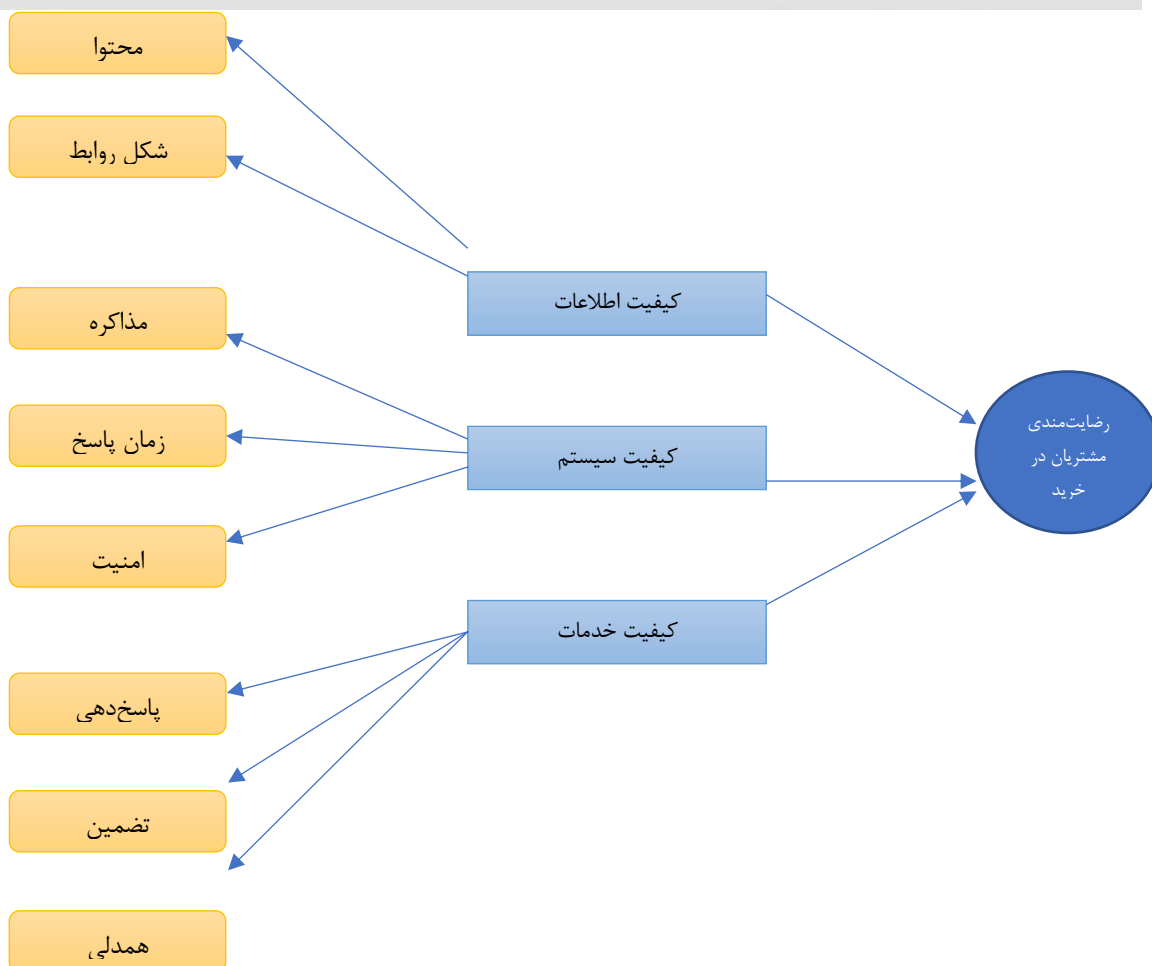 محتوا
شکل روابط
مذاکره
زمان پاسخ
امنیت
پاسخ‌دهی
تضمین
همدلی
کیفیت اطلاعات
کیفیت سیستم
کیفیت خدمات
رضایت‌مندی
مشتریان در
خرید